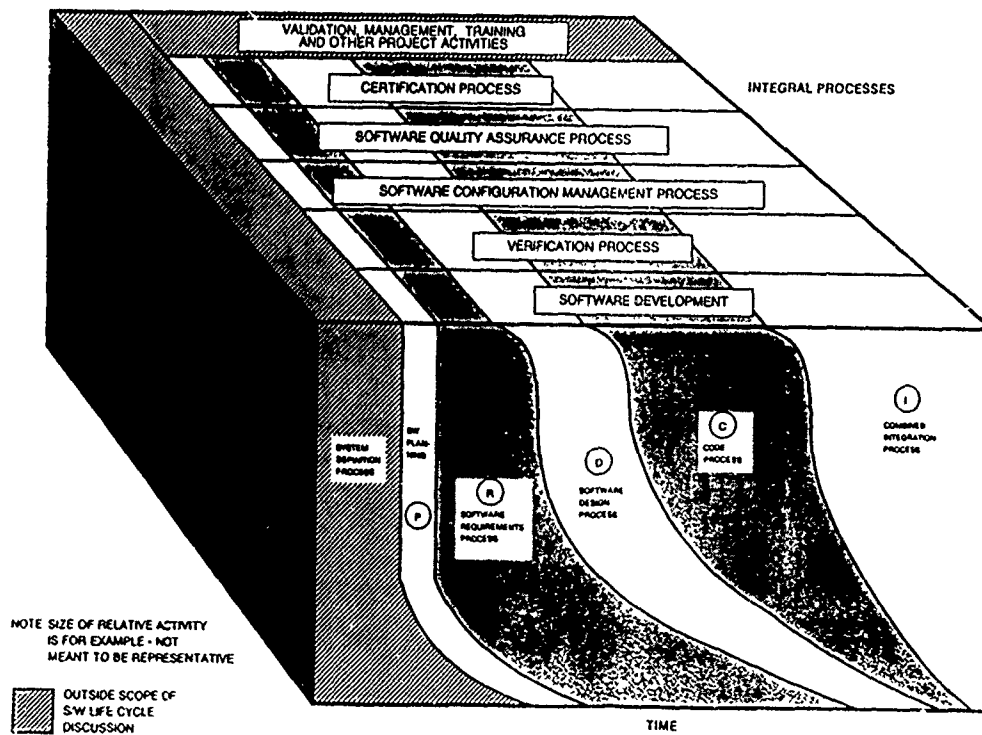 VALIDATION, MANAGEMENT, TRAINING
AND OTHER PROJECT ACTIVITIES
CERTIFICATION PROCESS
INTEGRAL PROCESSES
SOFTWARE QUALITY ASSURANCE PROCESS
SOFTWARE CONFIGURATION MANAGEMENT PROCESS
VERIFICATION PROCESS
SOFTWARE DEVELOPMENT
SYSTEM
DEFINITION
PROCESS
SW
PLAN-
NING
P
R
SOFTWARE
REQUIREMENTS
PROCESS
D
SOFTWARE
DESIGN
PROCESS
C
CODE
PROCESS
I
COMBINED
INTEGRATION
PROCESS
NOTE SIZE OF RELATIVE ACTIVITY
IS FOR EXAMPLE - NOT
MEANT TO BE REPRESENTATIVE
OUTSIDE SCOPE OF
S/W LIFE CYCLE
DISCUSSION
TIME